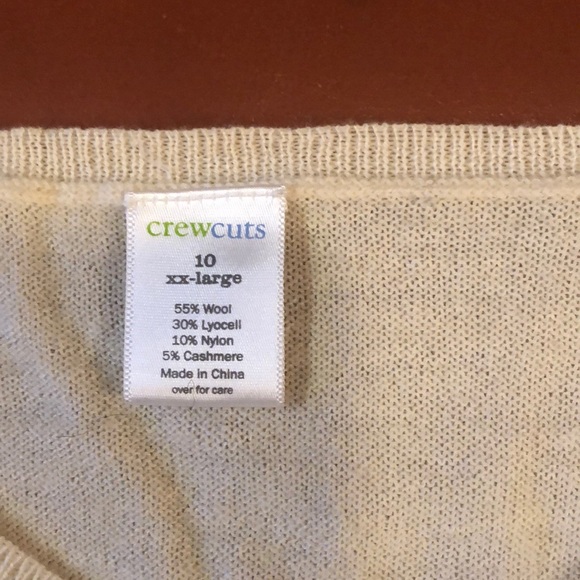 crewcuts
10
xx-large
55% Wool
30% Lyocell
10% Nylon
5% Cashmere
Made in China
over for care